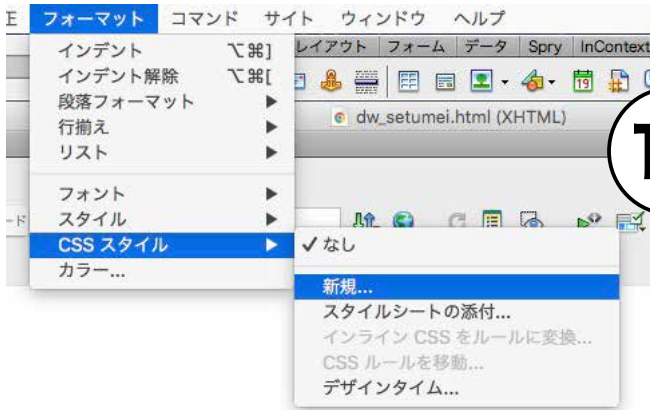 正 フォーマット コマンド サイト ウィンドウ ヘルプ
インデント ⌥⌘]
レイアウト フォーム データ Spry InContext
インデント解除 ⌥⌘[
19
段落フォーマット ▶
dw_setumei.html (XHTML)
行揃え ▶
リスト ▶
フォント ▶
スタイル ▶
ード
CSS スタイル ▶
✓ なし
カラー...
新規...
スタイルシートの添付...
インライン CSS をルールに変換...
CSS ルールを移動...
デザインタイム...